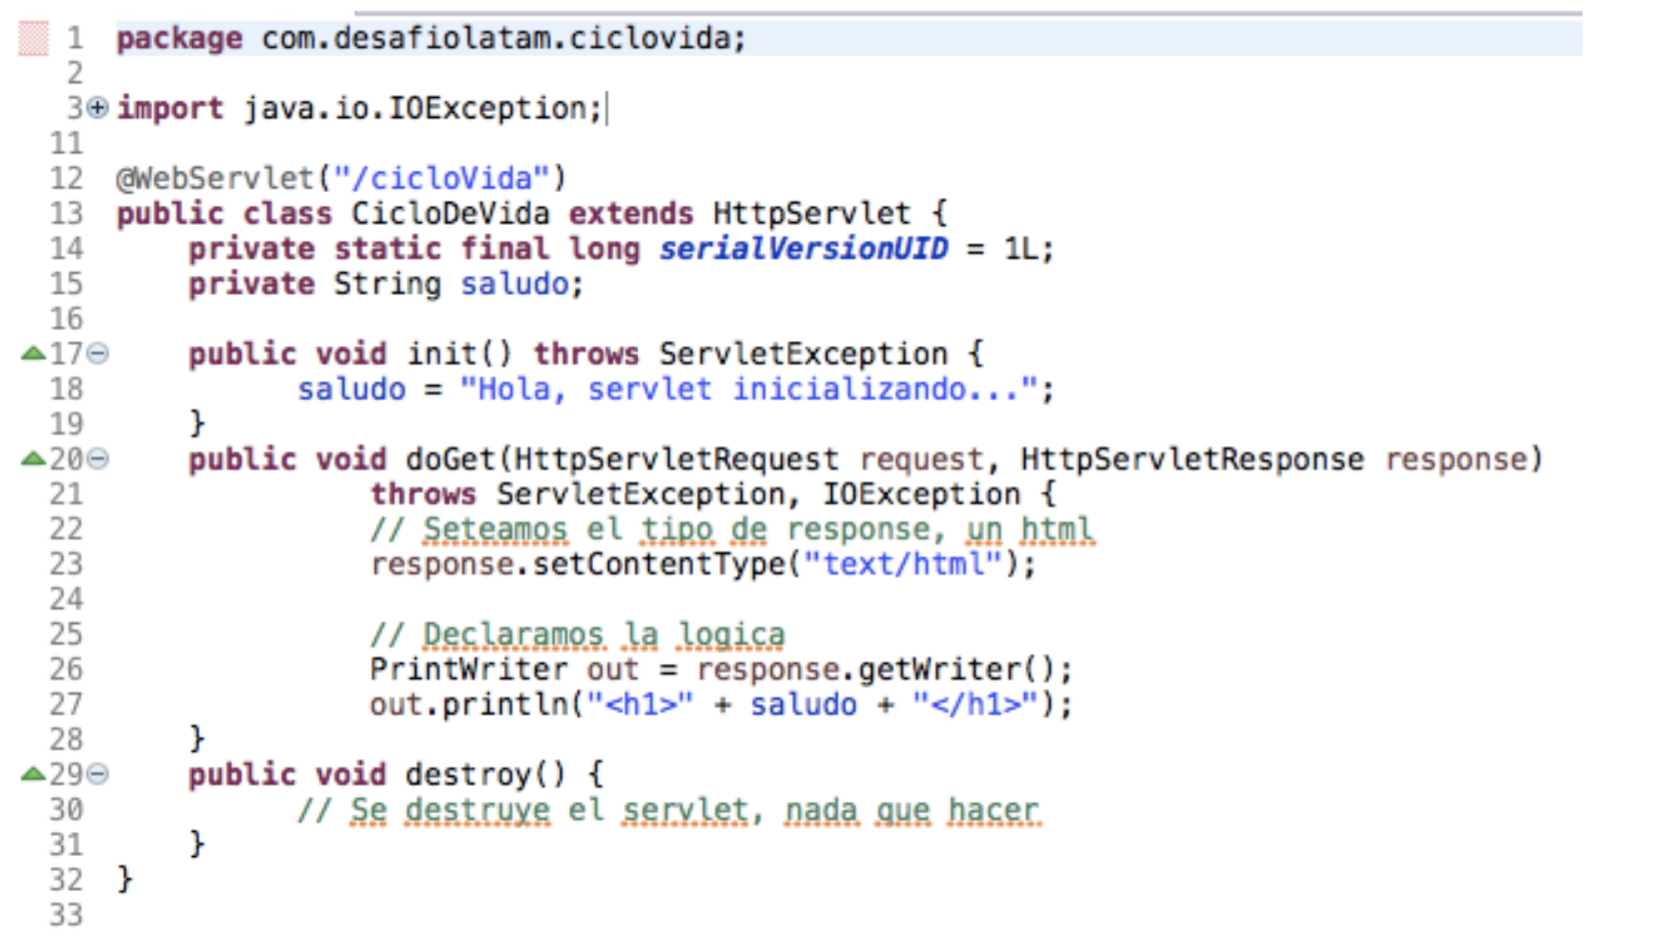 1 package com.desafiolatam.ciclovida;
2
3 import java.io.IOException;
11
12 @WebServlet("/cicloVida")
13 public class CicloDeVida extends HttpServlet {
14 private static final long serialVersionUID = 1L;
15 private String saludo;
16
17 public void init() throws ServletException {
18 saludo = "Hola, servlet inicializando...";
19 }
20 public void doGet(HttpServletRequest request, HttpServletResponse response)
21 throws ServletException, IOException {
22 // Seteamos el tipo de response, un html
23 response.setContentType("text/html");
24
25 // Declaramos la logica
26 PrintWriter out = response.getWriter();
27 out.println("<h1>" + saludo + "</h1>");
28 }
29 public void destroy() {
30 // Se destruye el servlet, nada que hacer
31 }
32 }
33